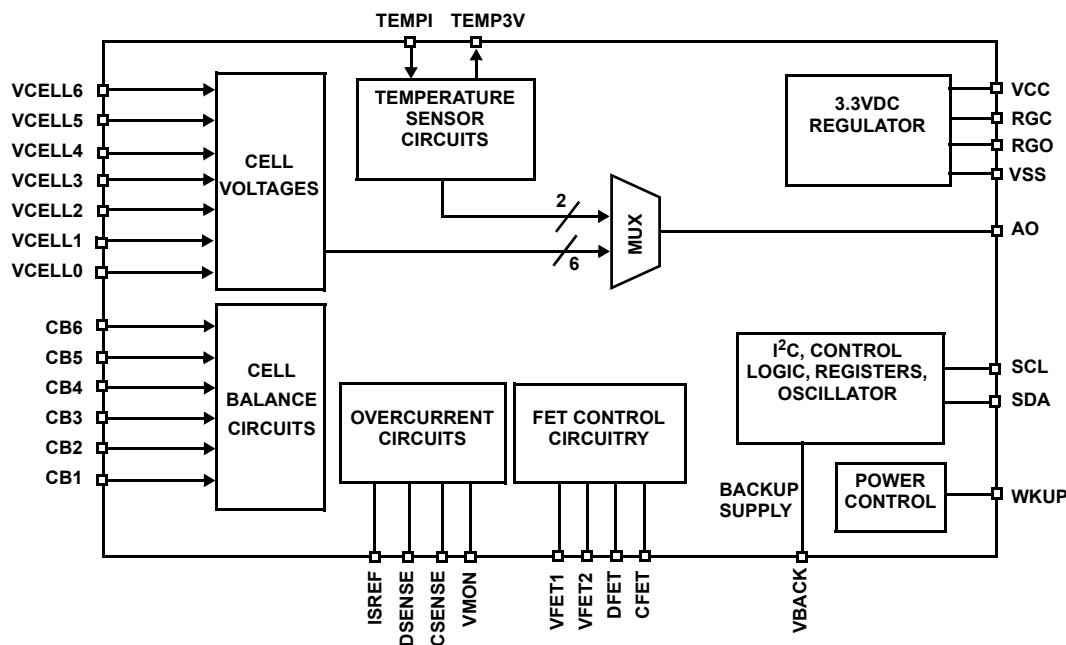 TEMPI TEMP3V
VCELL6
VCELL5
VCELL4
VCELL3
VCELL2
VCELL1
VCELL0
CELL
VOLTAGES
TEMPERATURE
SENSOR
CIRCUITS
2
6
MUX
3.3VDC
REGULATOR
VCC
RGC
RGO
VSS
AO
CB6
CB5
CB4
CB3
CB2
CB1
CELL
BALANCE
CIRCUITS
OVERCURRENT
CIRCUITS
FET CONTROL
CIRCUITRY
I²C, CONTROL
LOGIC, REGISTERS,
OSCILLATOR
SCL
SDA
BACKUP
SUPPLY
POWER
CONTROL
WKUP
ISREF
DSENSE
CSENSE
VMON
VFET1
VFET2
DFET
CFET
VBACK